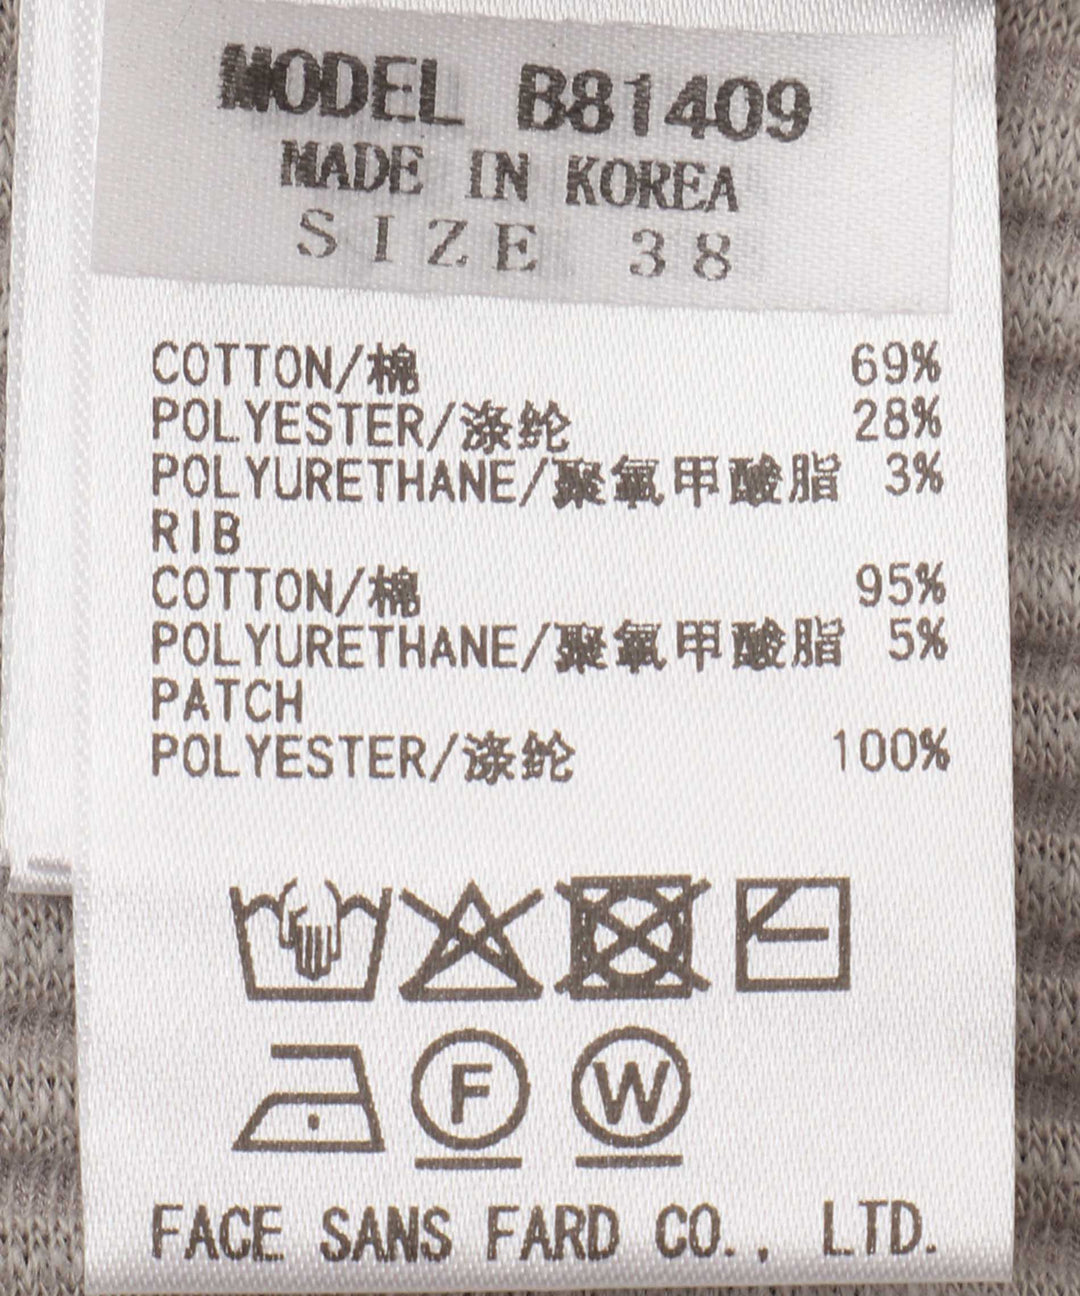 MODEL B81409
MADE IN KOREA
SIZE 38
COTTON/棉 69%
POLYESTER/涤纶 28%
POLYURETHANE/聚氨甲酸脂 3%
RIB
COTTON/棉 95%
POLYURETHANE/聚氨甲酸脂 5%
PATCH
POLYESTER/涤纶 100%
F W
FACE SANS FARD CO., LTD.